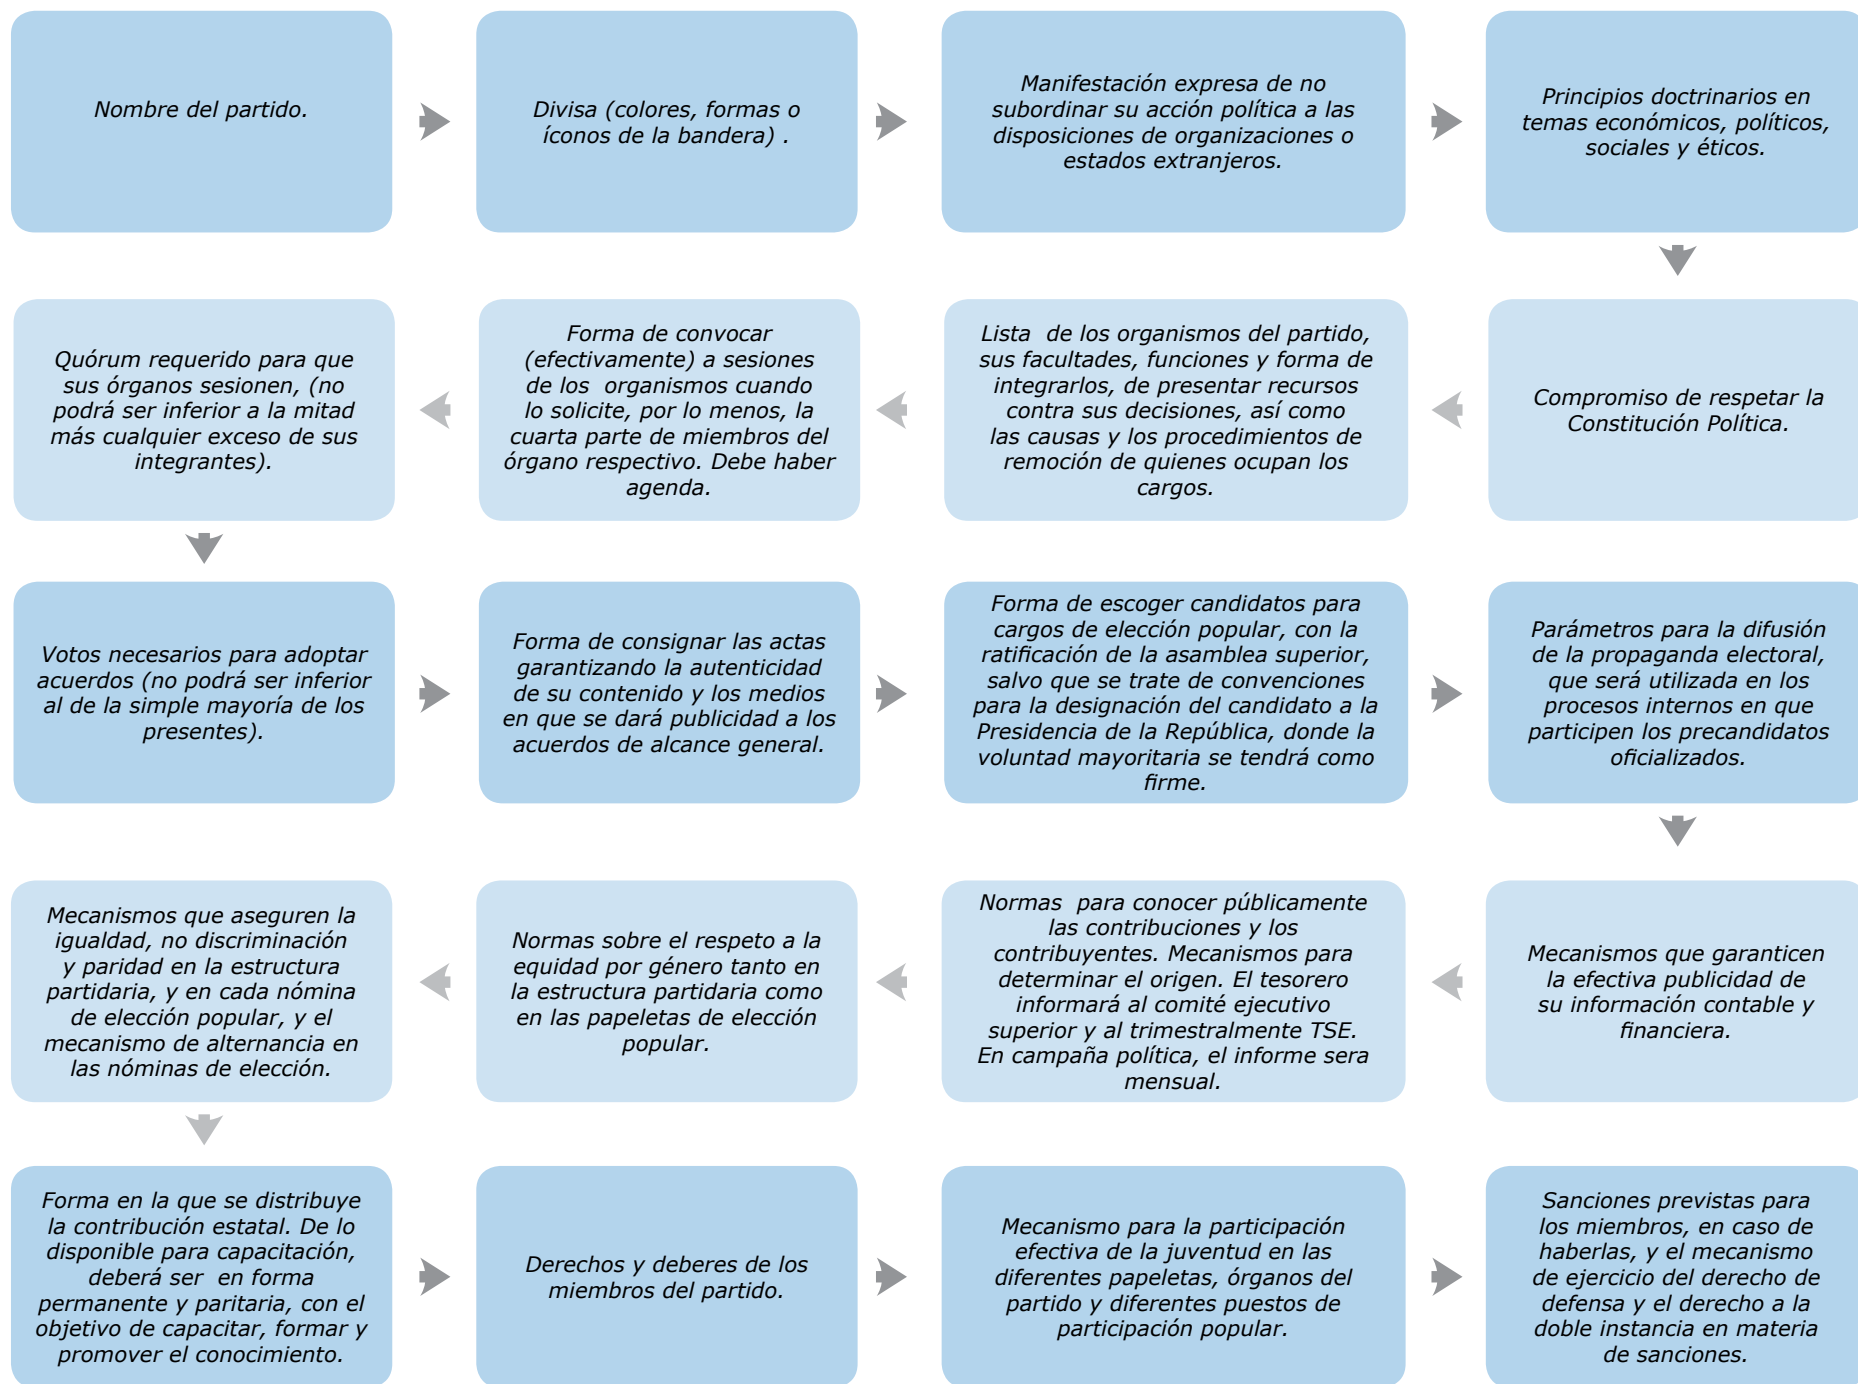 Nombre del partido.
Divisa (colores, formas o
íconos de la bandera) .
Manifestación expresa de no
subordinar su acción política a las
disposiciones de organizaciones o
estados extranjeros.
Principios doctrinarios en
temas económicos, políticos,
sociales y éticos.
Compromiso de respetar la
Constitución Política.
Lista  de los organismos del partido,
sus facultades, funciones y forma de
integrarlos, de presentar recursos
contra sus decisiones, así como
las causas y los procedimientos de
remoción de quienes ocupan los
cargos.
Forma de convocar
(efectivamente) a sesiones
de los  organismos cuando
lo solicite, por lo menos, la
cuarta parte de miembros del
órgano respectivo. Debe haber
agenda.
Quórum requerido para que
sus órganos sesionen, (no
podrá ser inferior a la mitad
más cualquier exceso de sus
integrantes).
Votos necesarios para adoptar
acuerdos (no podrá ser inferior
al de la simple mayoría de los
presentes).
Forma de consignar las actas
garantizando la autenticidad
de su contenido y los medios
en que se dará publicidad a los
acuerdos de alcance general.
Forma de escoger candidatos para
cargos de elección popular, con la
ratificación de la asamblea superior,
salvo que se trate de convenciones
para la designación del candidato a la
Presidencia de la República, donde la
voluntad mayoritaria se tendrá como
firme.
Parámetros para la difusión
de la propaganda electoral,
que será utilizada en los
procesos internos en que
participen los precandidatos
oficializados.
Mecanismos que garanticen
la efectiva publicidad de
su información contable y
financiera.
Normas  para conocer públicamente
las contribuciones y los
contribuyentes. Mecanismos para
determinar el origen. El tesorero
informará al comité ejecutivo
superior y al trimestralmente TSE.
En campaña política, el informe sera
mensual.
Normas sobre el respeto a la
equidad por género tanto en
la estructura partidaria como
en las papeletas de elección
popular.
Mecanismos que aseguren la
igualdad, no discriminación
y paridad en la estructura
partidaria, y en cada nómina
de elección popular, y el
mecanismo de alternancia en
las nóminas de elección.
Forma en la que se distribuye
la contribución estatal. De lo
disponible para capacitación,
deberá ser  en forma
permanente y paritaria, con el
objetivo de capacitar, formar y
promover el conocimiento.
Derechos y deberes de los
miembros del partido.
Mecanismo para la participación
efectiva de la juventud en las
diferentes papeletas, órganos del
partido y diferentes puestos de
participación popular.
Sanciones previstas para
los miembros, en caso de
haberlas, y el mecanismo
de ejercicio del derecho de
defensa y el derecho a la
doble instancia en materia
de sanciones.